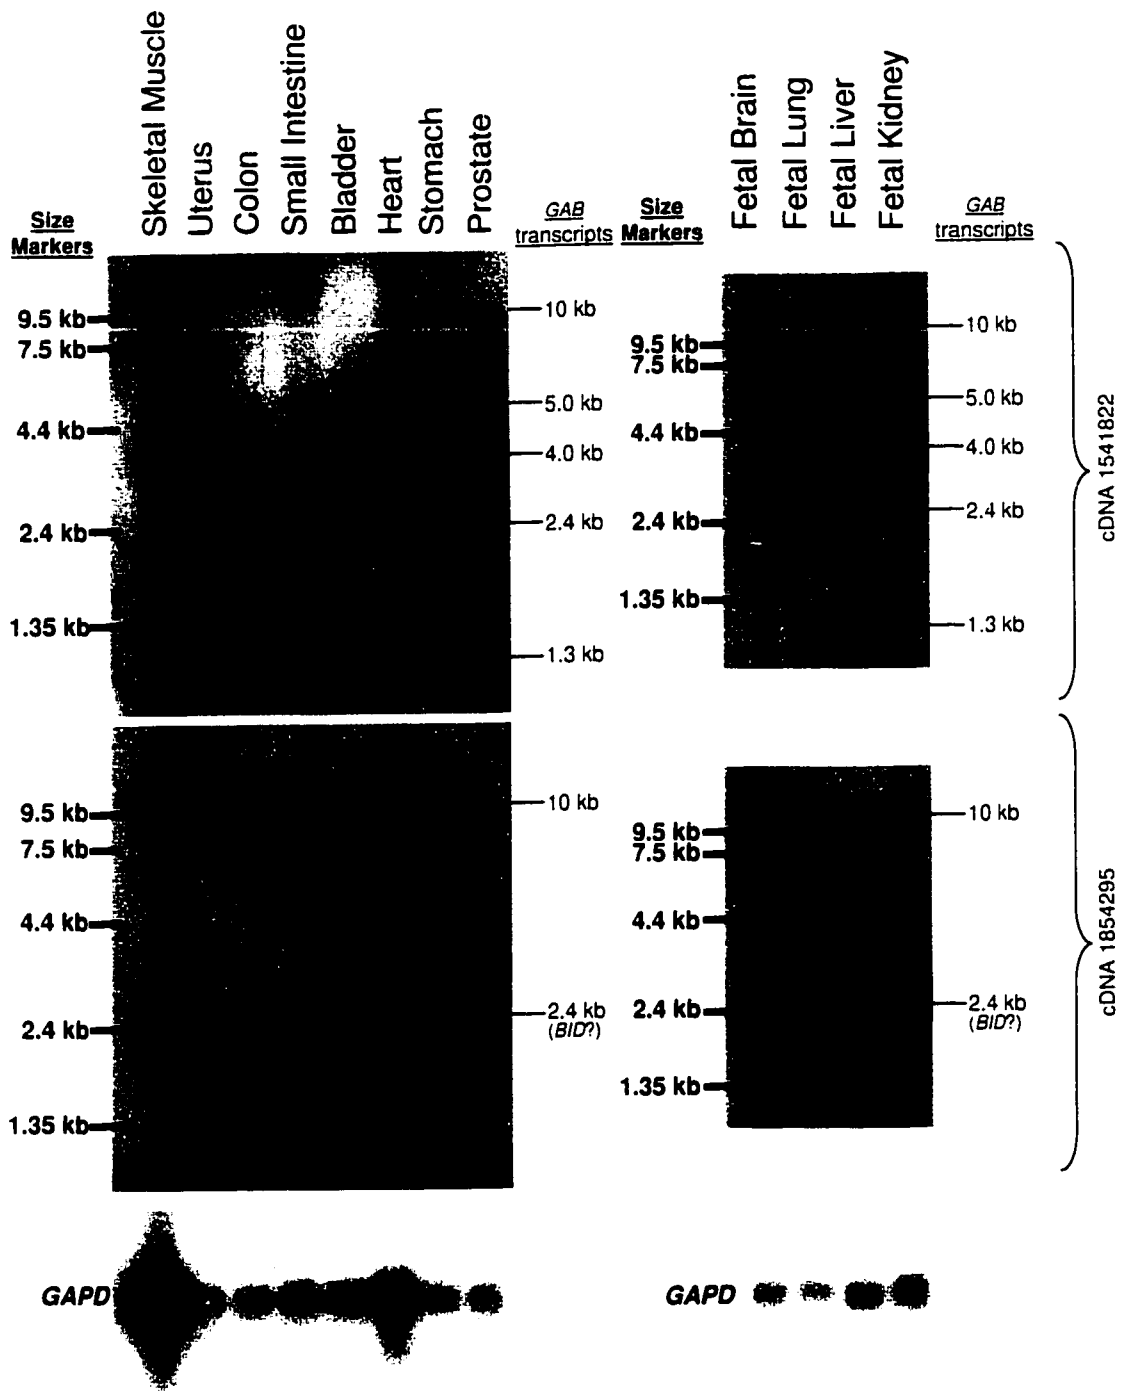 Skeletal Muscle
Uterus
Colon
Small Intestine
Bladder
Heart
Stomach
Prostate
Size
Markers
GAB
transcripts
9.5 kb
7.5 kb
4.4 kb
2.4 kb
1.35 kb
10 kb
5.0 kb
4.0 kb
2.4 kb
1.3 kb
Fetal Brain
Fetal Lung
Fetal Liver
Fetal Kidney
Size
Markers
GAB
transcripts
9.5 kb
7.5 kb
4.4 kb
2.4 kb
1.35 kb
10 kb
5.0 kb
4.0 kb
2.4 kb
1.3 kb
cDNA 1541822
9.5 kb
7.5 kb
4.4 kb
2.4 kb
1.35 kb
10 kb
2.4 kb
(BID?)
9.5 kb
7.5 kb
4.4 kb
2.4 kb
1.35 kb
10 kb
2.4 kb
(BID?)
cDNA 1854295
GAPD
GAPD